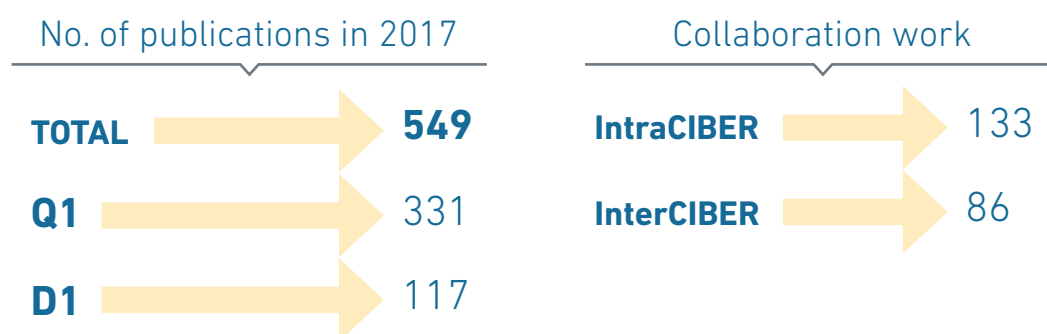 No. of publications in 2017
TOTAL 549
Q1 331
D1 117
Collaboration work
IntraCIBER 133
InterCIBER 86